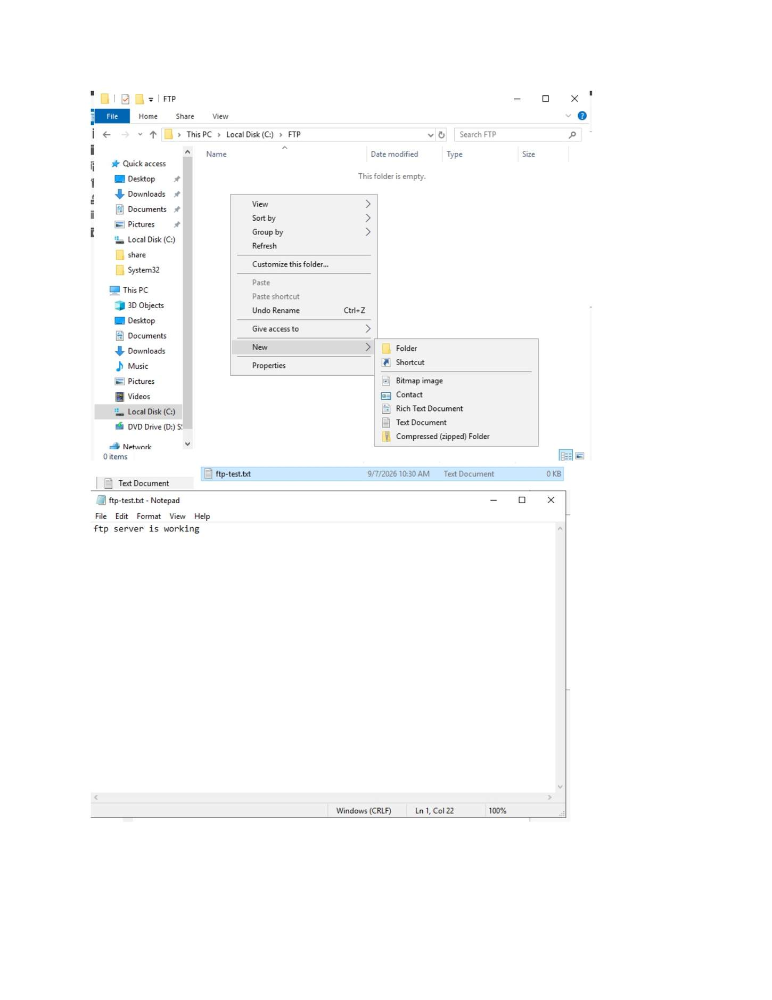 FTP
File Home Share View
This PC Local Disk (C:) FTP Search FTP
Name Date modified Type Size
This folder is empty.
Quick access
Desktop
Downloads
Documents
Pictures
Local Disk (C:)
share
System32
This PC
3D Objects
Desktop
Documents
Downloads
Music
Pictures
Videos
Local Disk (C:)
DVD Drive (D:)
Network
0 items
View
Sort by
Group by
Refresh
Customize this folder...
Paste
Paste shortcut
Undo Rename Ctrl+Z
Give access to
New
Properties
Folder
Shortcut
Bitmap image
Contact
Rich Text Document
Text Document
Compressed (zipped) Folder
ftp-test.txt 9/7/2026 10:30 AM Text Document 0 KB
Text Document
ftp-test.txt - Notepad
File Edit Format View Help
ftp server is working
Windows (CRLF) Ln 1, Col 22 100%